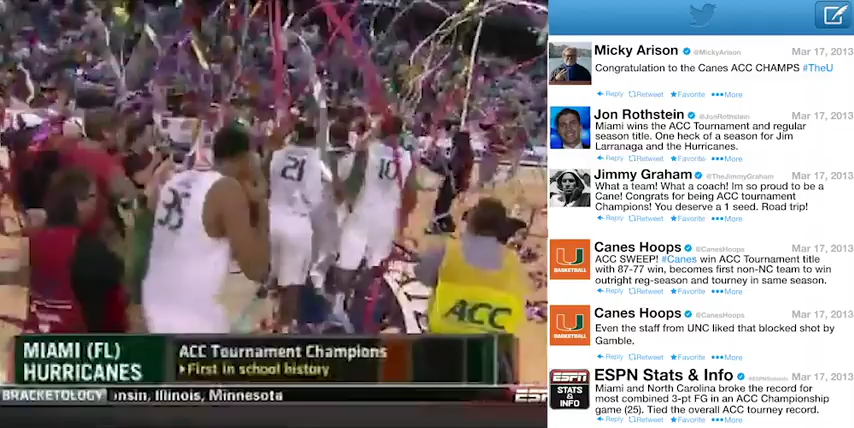 35
21
10
ACC
MIAMI (FL)
HURRICANES
ACC Tournament Champions
First in school history
BRACKETOLOGY
nsin, Illinois, Minnesota
Micky Arison @MickyArison Mar 17, 2013
Congratulation to the Canes ACC CHAMPS #TheU
Reply Retweet Favorite More
Jon Rothstein @JonRothstein Mar 17, 2013
Miami wins the ACC Tournament and regular
season title. One heck of a season for Jim
Larranaga and the Hurricanes.
Reply Retweet Favorite More
Jimmy Graham @TheJimmyGraham Mar 17, 2013
What a team! What a coach! Im so proud to be a
Cane! Congrats for being ACC tournament
Champions! You deserve a 1 seed. Road trip!
Reply Retweet Favorite More
BASKETBALL
Canes Hoops @CanesHoops Mar 17, 2013
ACC SWEEP! #Canes win ACC Tournament title
with 87-77 win, becomes first non-NC team to win
outright reg-season and tourney in same season.
Reply Retweet Favorite More
BASKETBALL
Canes Hoops @CanesHoops Mar 17, 2013
Even the staff from UNC liked that blocked shot by
Gamble.
Reply Retweet Favorite More
ESPN
STATS
& INFO
ESPN Stats & Info Mar 17, 2013
Miami and North Carolina broke the record for
most combined 3-pt FG in an ACC Championship
game (25). Tied the overall ACC tourney record.
Reply Retweet Favorite More